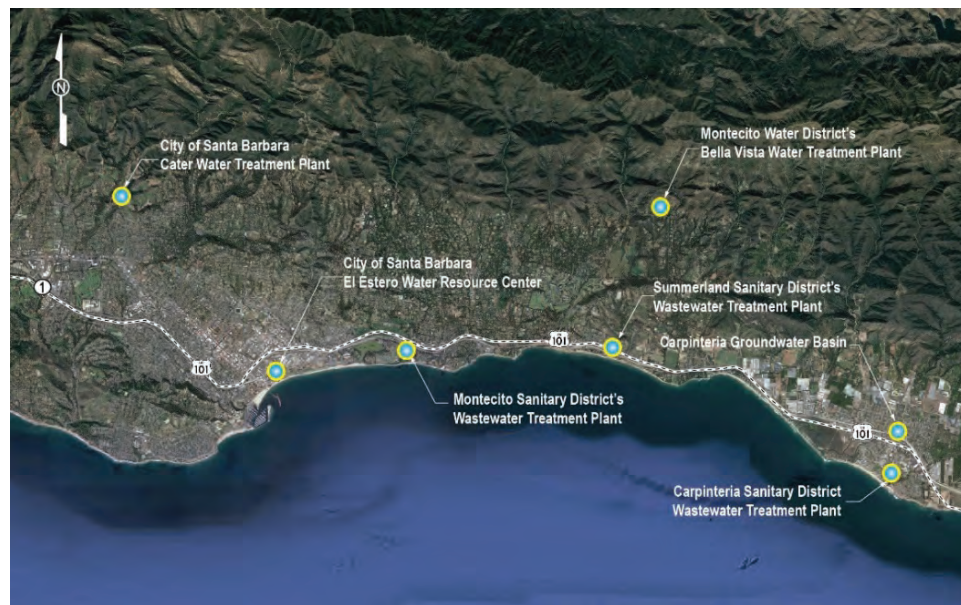 N
City of Santa Barbara
Cater Water Treatment Plant
Montecito Water District's
Bella Vista Water Treatment Plant
City of Santa Barbara
El Estero Water Resource Center
Summerland Sanitary District's
Wastewater Treatment Plant
1
Carpinteria Groundwater Basin
101
101
Montecito Sanitary District's
Wastewater Treatment Plant
101
Carpinteria Sanitary District
Wastewater Treatment Plant